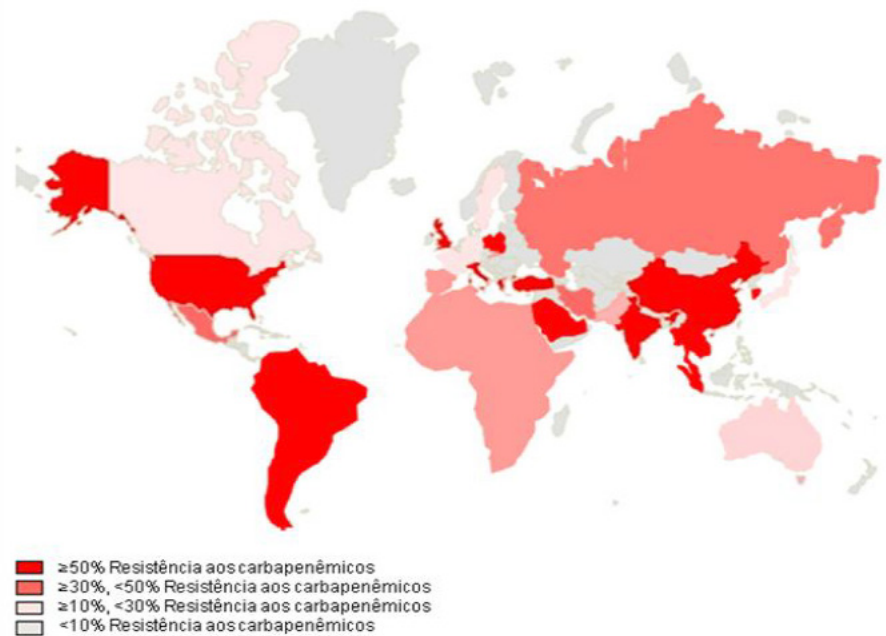 ≥50% Resistência aos carbapenêmicos
≥30%, <50% Resistência aos carbapenêmicos
≥10%, <30% Resistência aos carbapenêmicos
<10% Resistência aos carbapenêmicos